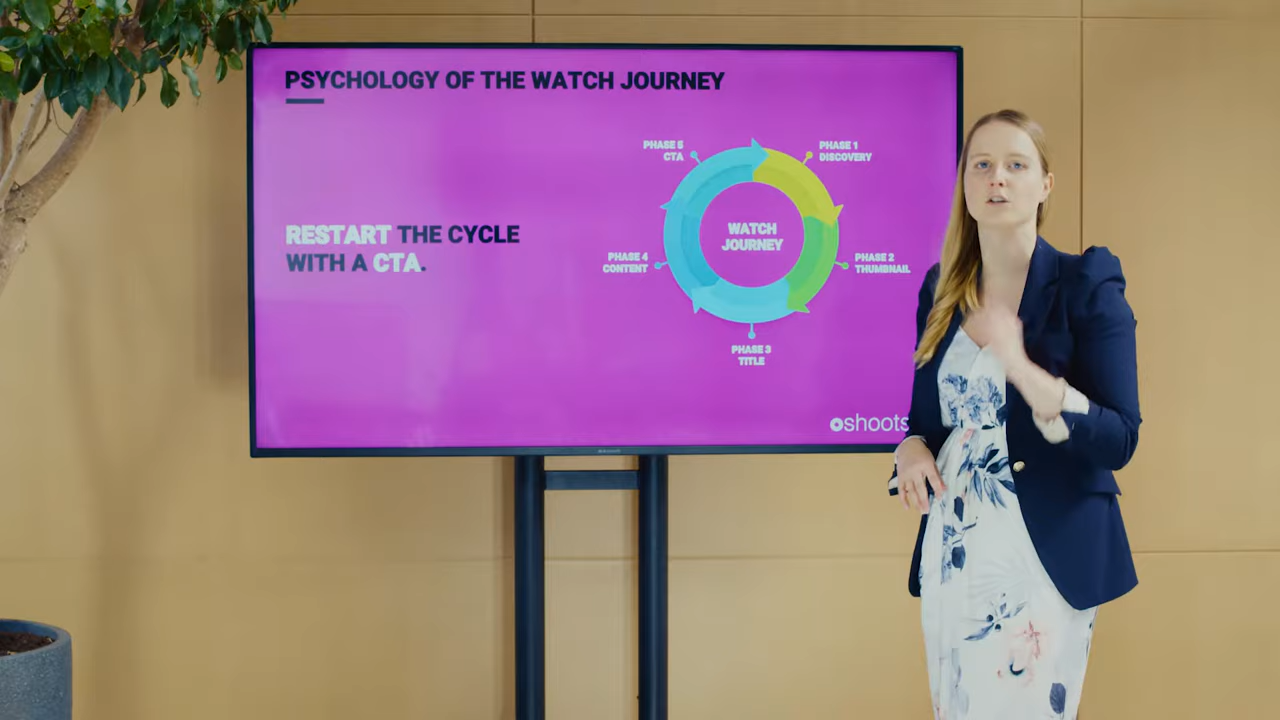 PSYCHOLOGY OF THE WATCH JOURNEY
RESTART THE CYCLE
WITH A CTA.
PHASE 5
CTA
PHASE 1
DISCOVERY
WATCH
JOURNEY
PHASE 4
CONTENT
PHASE 2
THUMBNAIL
PHASE 3
TITLE
shoots